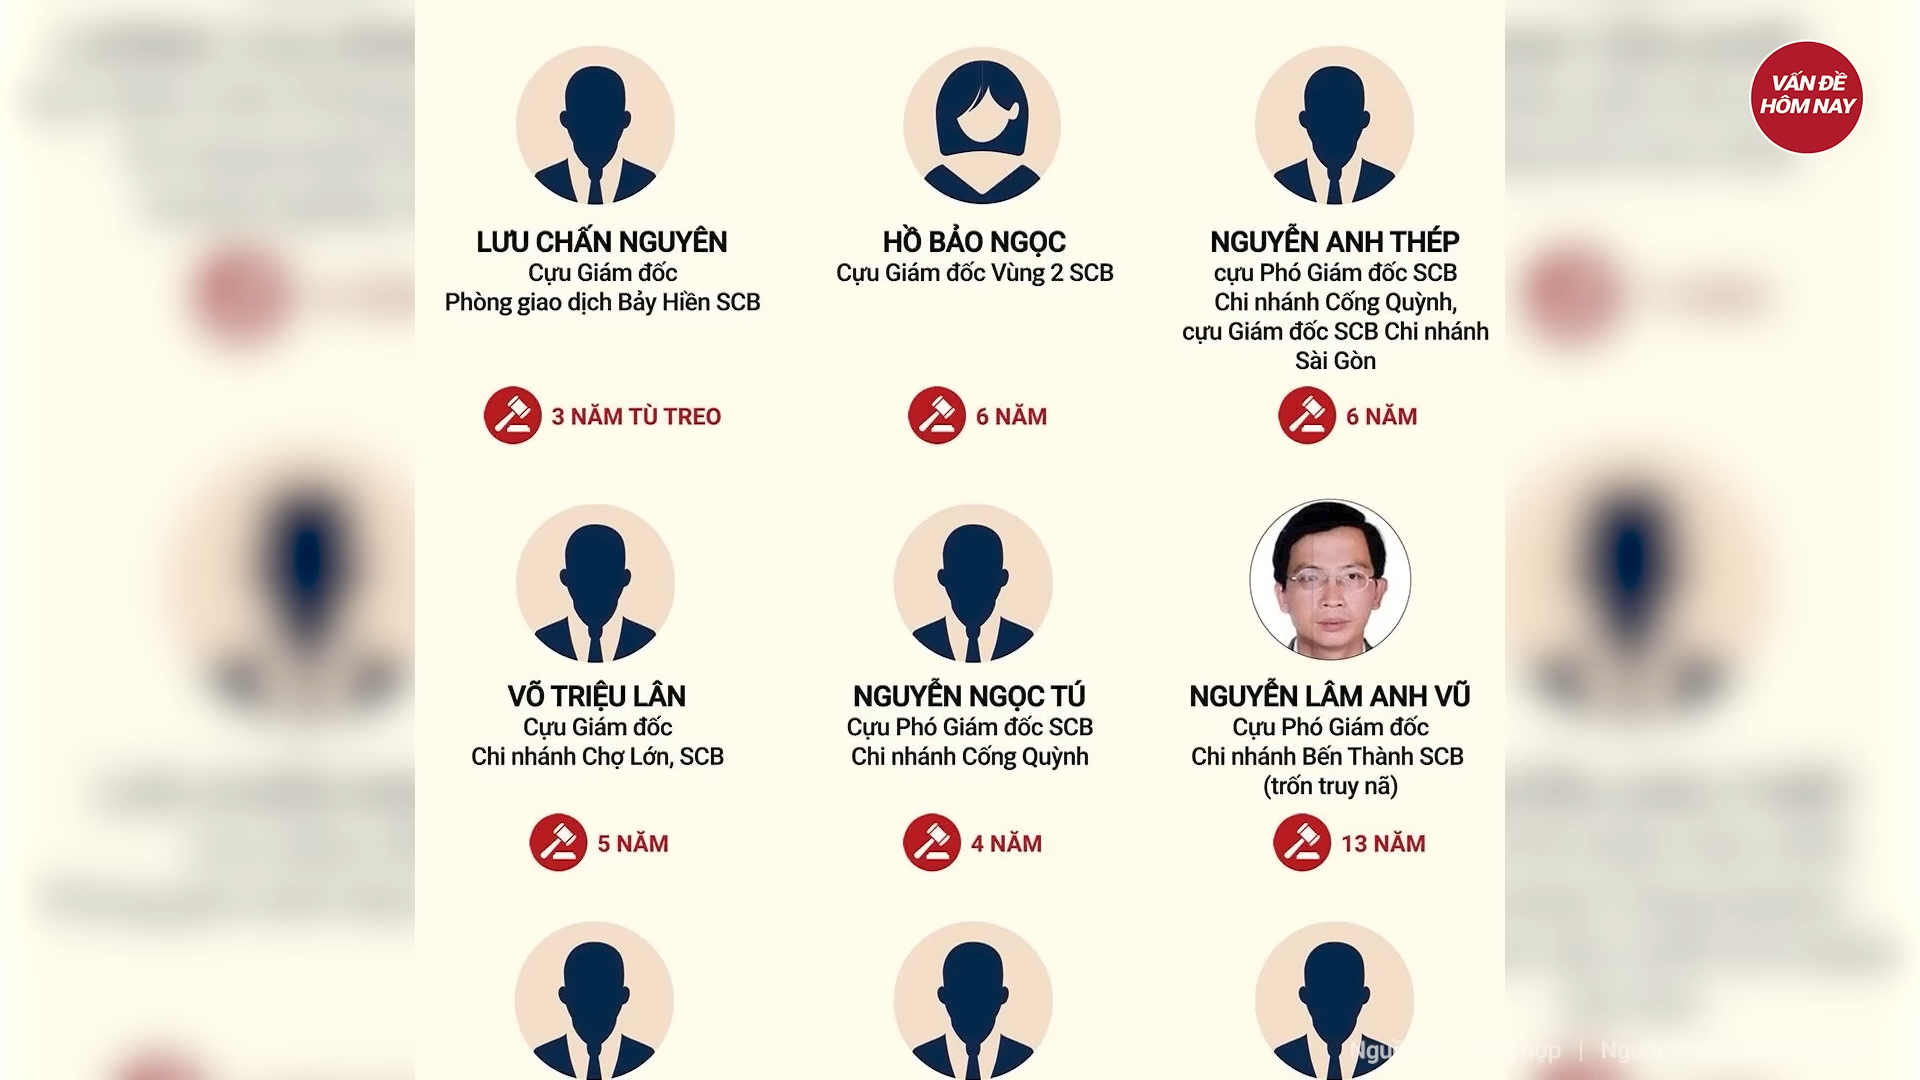 VẤN ĐỀ
HÔM NAY
LƯU CHẤN NGUYÊN
Cựu Giám đốc
Phòng giao dịch Bảy Hiền SCB
3 NĂM TÙ TREO
HỒ BẢO NGỌC
Cựu Giám đốc Vùng 2 SCB
6 NĂM
NGUYỄN ANH THÉP
cựu Phó Giám đốc SCB
Chi nhánh Cống Quỳnh,
cựu Giám đốc SCB Chi nhánh
Sài Gòn
6 NĂM
VÕ TRIỆU LÂN
Cựu Giám đốc
Chi nhánh Chợ Lớn, SCB
5 NĂM
NGUYỄN NGỌC TÚ
Cựu Phó Giám đốc SCB
Chi nhánh Cống Quỳnh
4 NĂM
NGUYỄN LÂM ANH VŨ
Cựu Phó Giám đốc
Chi nhánh Bến Thành SCB
(trốn truy nã)
13 NĂM